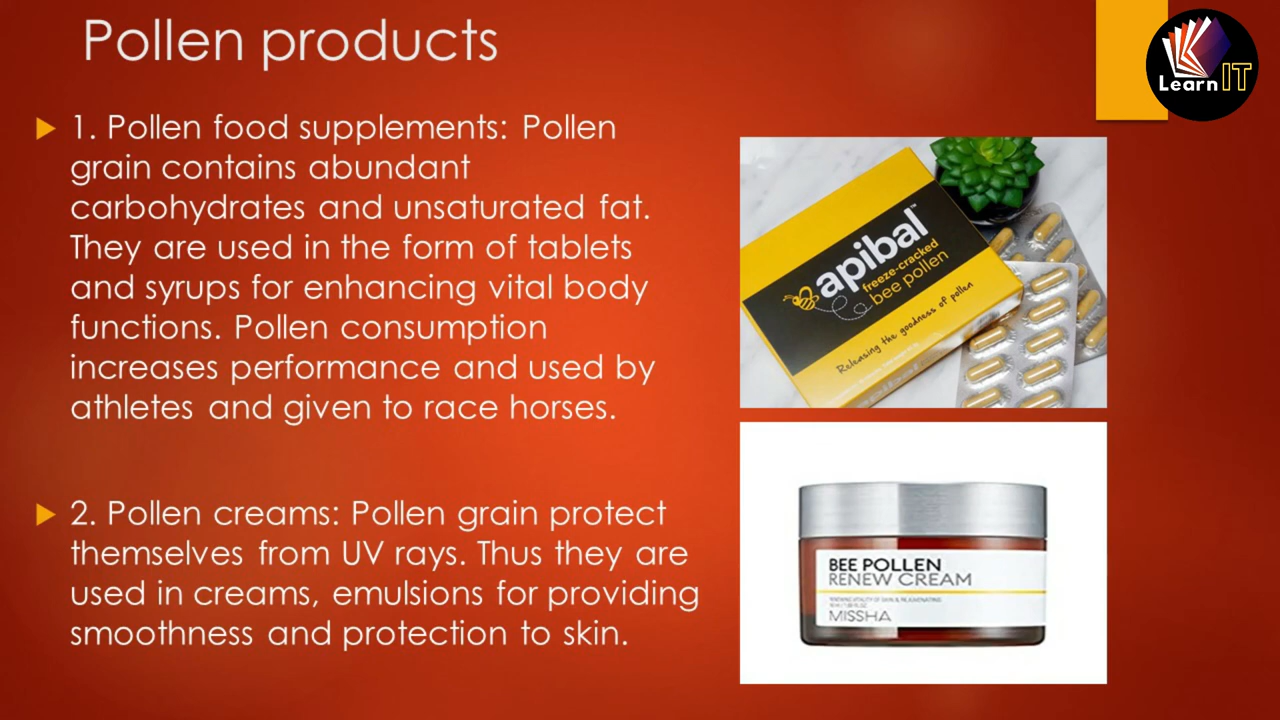 Pollen products
Learn IT
▶ 1. Pollen food supplements: Pollen
grain contains abundant
carbohydrates and unsaturated fat.
They are used in the form of tablets
and syrups for enhancing vital body
functions. Pollen consumption
increases performance and used by
athletes and given to race horses.
▶ 2. Pollen creams: Pollen grain protect
themselves from UV rays. Thus they are
used in creams, emulsions for providing
smoothness and protection to skin.
apibal™
freeze-cracked
bee pollen
Releasing the goodness of pollen
apibal
BEE POLLEN
RENEW CREAM
MISSHA